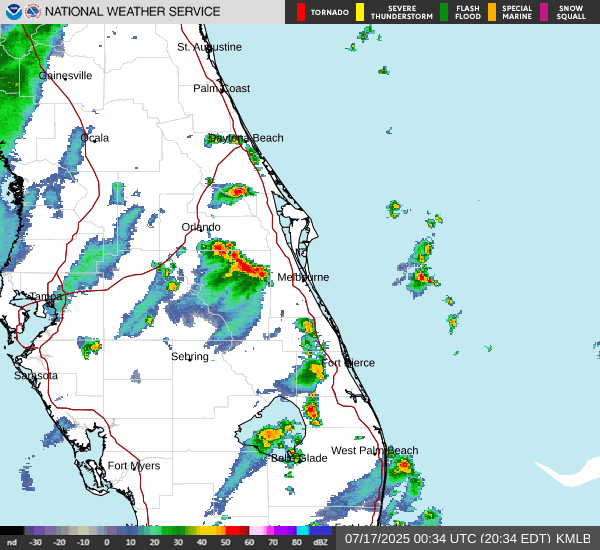 NATIONAL WEATHER SERVICE
TORNADO
SEVERE THUNDERSTORM
FLASH FLOOD
SPECIAL MARINE
SNOW SQUALL
St. Augustine
Gainesville
Palm Coast
Ocala
Daytona Beach
Orlando
Melbourne
Tampa
Sebring
Fort Pierce
Sarasota
West Palm Beach
Belle Glade
Fort Myers
nd -30 -20 -10 0 10 20 30 40 50 60 70 80 dBZ
07/17/2025 00:34 UTC (20:34 EDT) KMLB